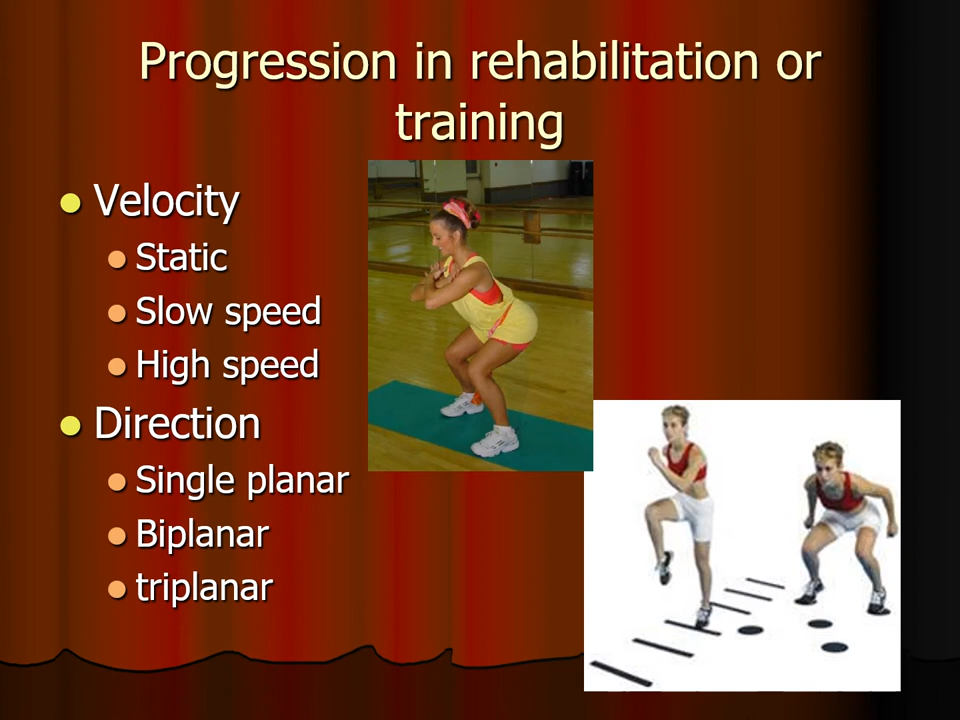 Progression in rehabilitation or
training
Velocity
Static
Slow speed
High speed
Direction
Single planar
Biplanar
triplanar